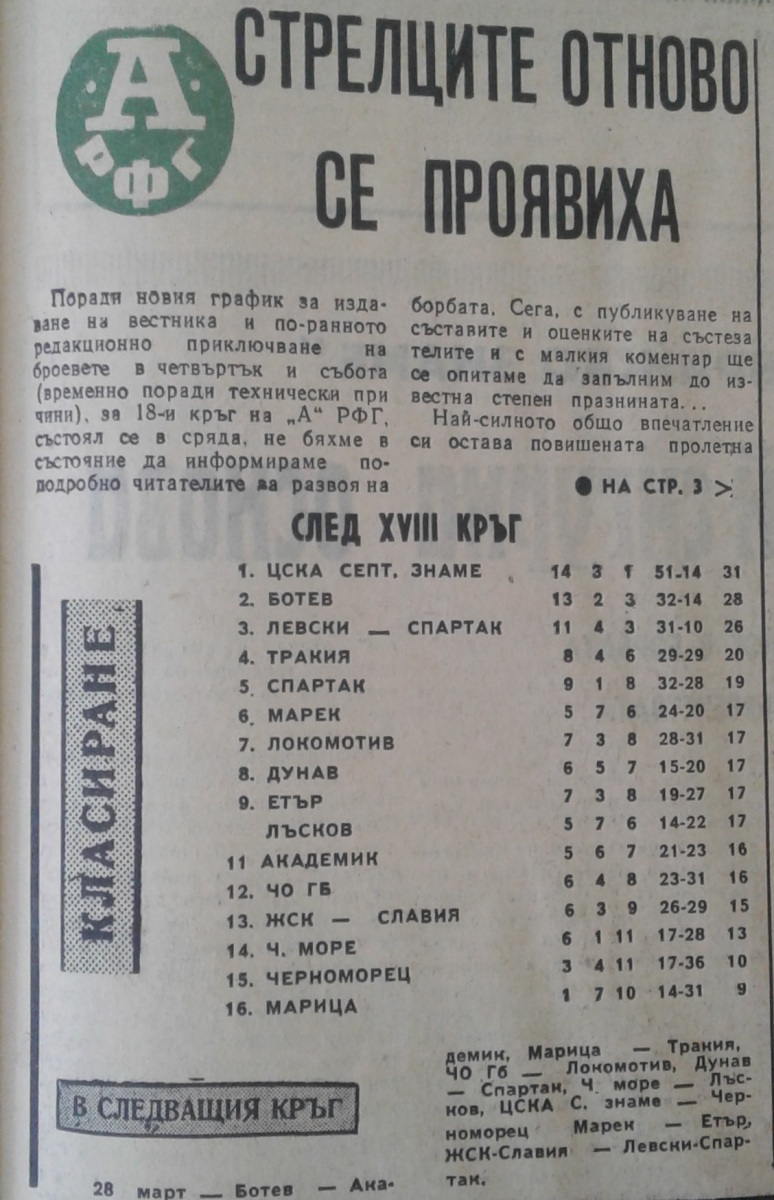 А
РФГ
СТРЕЛЦИТЕ ОТНОВО
СЕ ПРОЯВИХА
Поради новия график за изда-
ване на вестника и по-ранното
редакционно приключване на
броевете в четвъртък и събота
(временно поради технически при
чини), за 18-и кръг на „А“ РФГ,
състоял се в сряда, не бяхме в
състояние да информираме по-
подробно читателите за развоя на
борбата. Сега, с публикуване на
съставите и оценките на състеза
телите и с малкия коментар ще
се опитаме да запълним до из-
вестна степен празнината...
Най-силното общо впечатление
си остава повишената пролетна
● НА СТР. 3 >
СЛЕД XVIII КРЪГ
КЛАСИРАНЕ
1. ЦСКА СЕПТ. ЗНАМЕ 14 3 1 51-14 31
2. БОТЕВ 13 2 3 32-14 28
3. ЛЕВСКИ — СПАРТАК 11 4 3 31-10 26
4. ТРАКИЯ 8 4 6 29-29 20
5. СПАРТАК 9 1 8 32-28 19
6. МАРЕК 5 7 6 24-20 17
7. ЛОКОМОТИВ 7 3 8 28-31 17
8. ДУНАВ 6 5 7 15-20 17
9. ЕТЪР 7 3 8 19-27 17
ЛЪСКОВ 5 7 6 14-22 17
11 АКАДЕМИК 5 6 7 21-23 16
12. ЧО ГБ 6 4 8 23-31 16
13. ЖСК — СЛАВИЯ 6 3 9 26-29 15
14. Ч. МОРЕ 6 1 11 17-28 13
15. ЧЕРНОМОРЕЦ 3 4 11 17-36 10
16. МАРИЦА 1 7 10 14-31 9
В СЛЕДВАЩИЯ КРЪГ
28 март — Ботев — Ака-
демик, Марица — Тракия,
ЧО Гб — Локомотив, Дунав
— Спартак, Ч. море — Лъс-
ков, ЦСКА С. знаме — Чер-
номорец Марек — Етър,
ЖСК-Славия — Левски-Спар-
так.